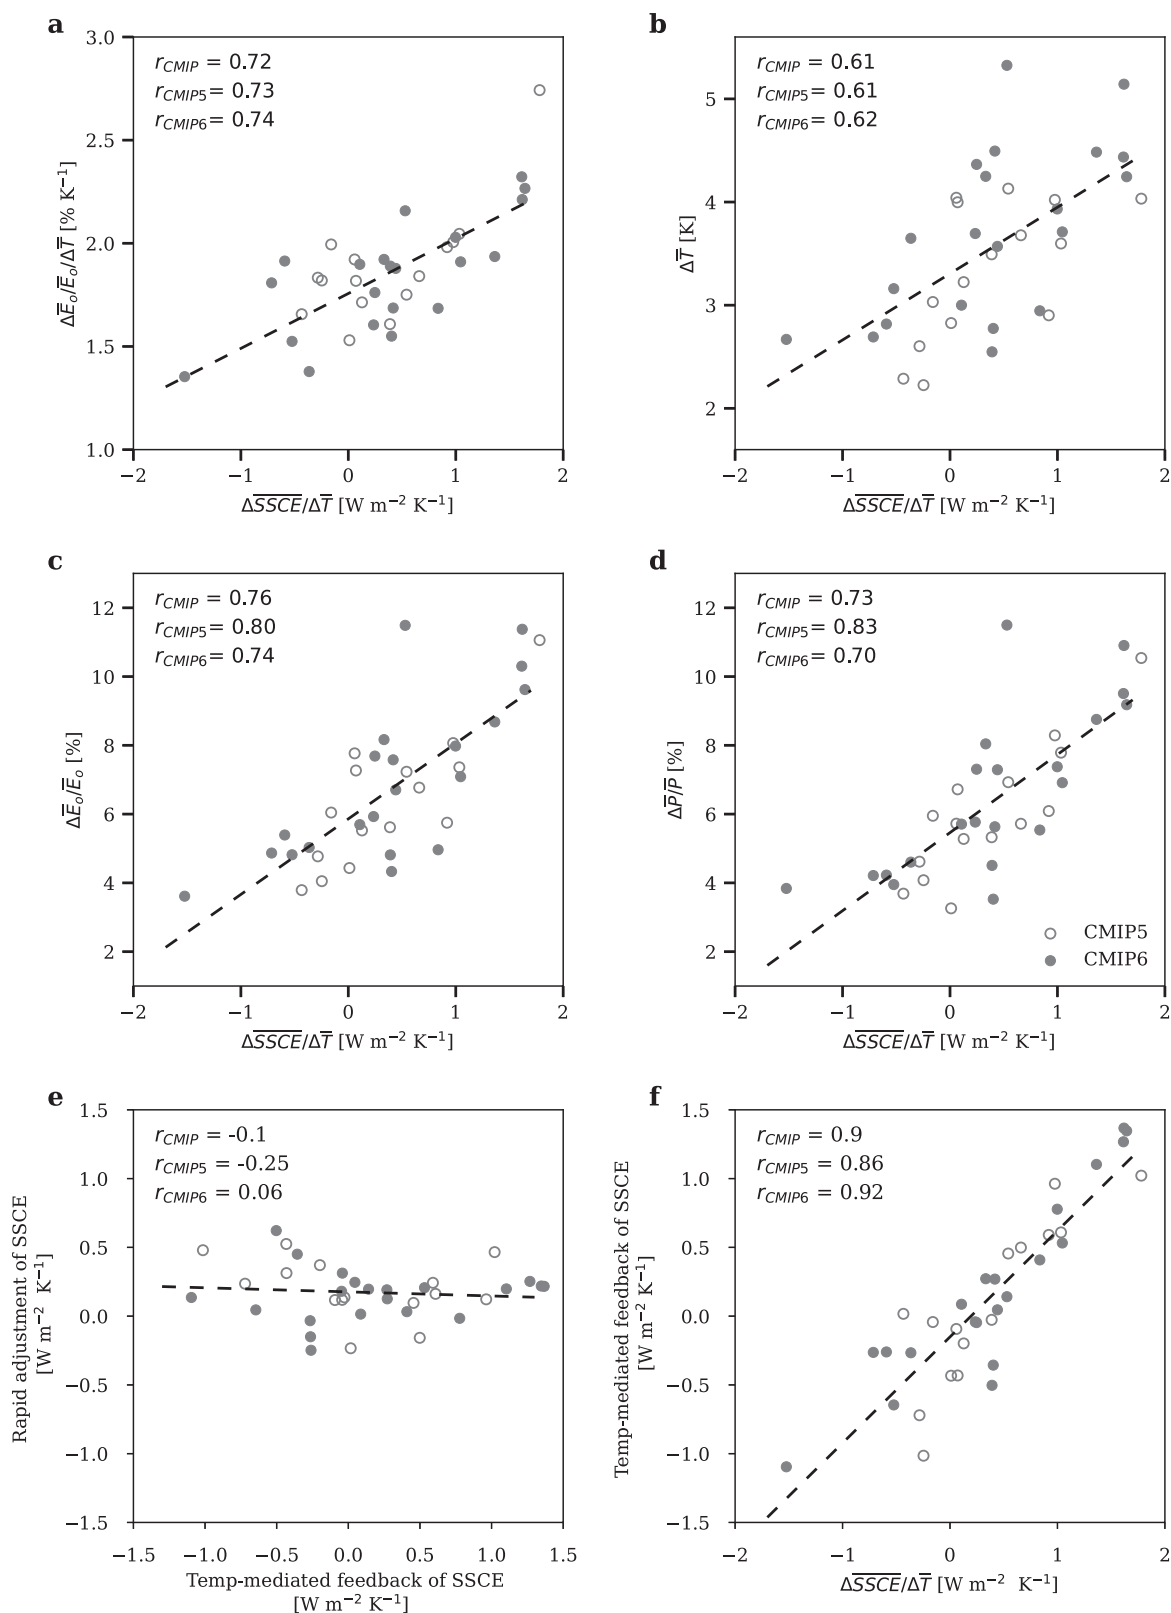 a
r_CMIP = 0.72
r_CMIP5 = 0.73
r_CMIP6 = 0.74
3.0
2.5
2.0
1.5
1.0
ΔE̅ₒ/E̅ₒ/ΔT̅ [% K⁻¹]
−2 −1 0 1 2
ΔS̅S̅C̅E̅/ΔT̅ [W m⁻² K⁻¹]
b
r_CMIP = 0.61
r_CMIP5 = 0.61
r_CMIP6 = 0.62
5
4
3
2
ΔT̅ [K]
−2 −1 0 1 2
ΔS̅S̅C̅E̅/ΔT̅ [W m⁻² K⁻¹]
c
r_CMIP = 0.76
r_CMIP5 = 0.80
r_CMIP6 = 0.74
12
10
8
6
4
2
ΔE̅ₒ/E̅ₒ [%]
−2 −1 0 1 2
ΔS̅S̅C̅E̅/ΔT̅ [W m⁻² K⁻¹]
d
r_CMIP = 0.73
r_CMIP5 = 0.83
r_CMIP6 = 0.70
12
10
8
6
4
2
ΔP̅/P̅ [%]
CMIP5
CMIP6
−2 −1 0 1 2
ΔS̅S̅C̅E̅/ΔT̅ [W m⁻² K⁻¹]
e
r_CMIP = -0.1
r_CMIP5 = -0.25
r_CMIP6 = 0.06
1.5
1.0
0.5
0.0
−0.5
−1.0
−1.5
Rapid adjustment of SSCE
[W m⁻² K⁻¹]
−1.5 −1.0 −0.5 0.0 0.5 1.0 1.5
Temp-mediated feedback of SSCE
[W m⁻² K⁻¹]
f
r_CMIP = 0.9
r_CMIP5 = 0.86
r_CMIP6 = 0.92
1.5
1.0
0.5
0.0
−0.5
−1.0
−1.5
Temp-mediated feedback of SSCE
[W m⁻² K⁻¹]
−2 −1 0 1 2
ΔS̅S̅C̅E̅/ΔT̅ [W m⁻² K⁻¹]